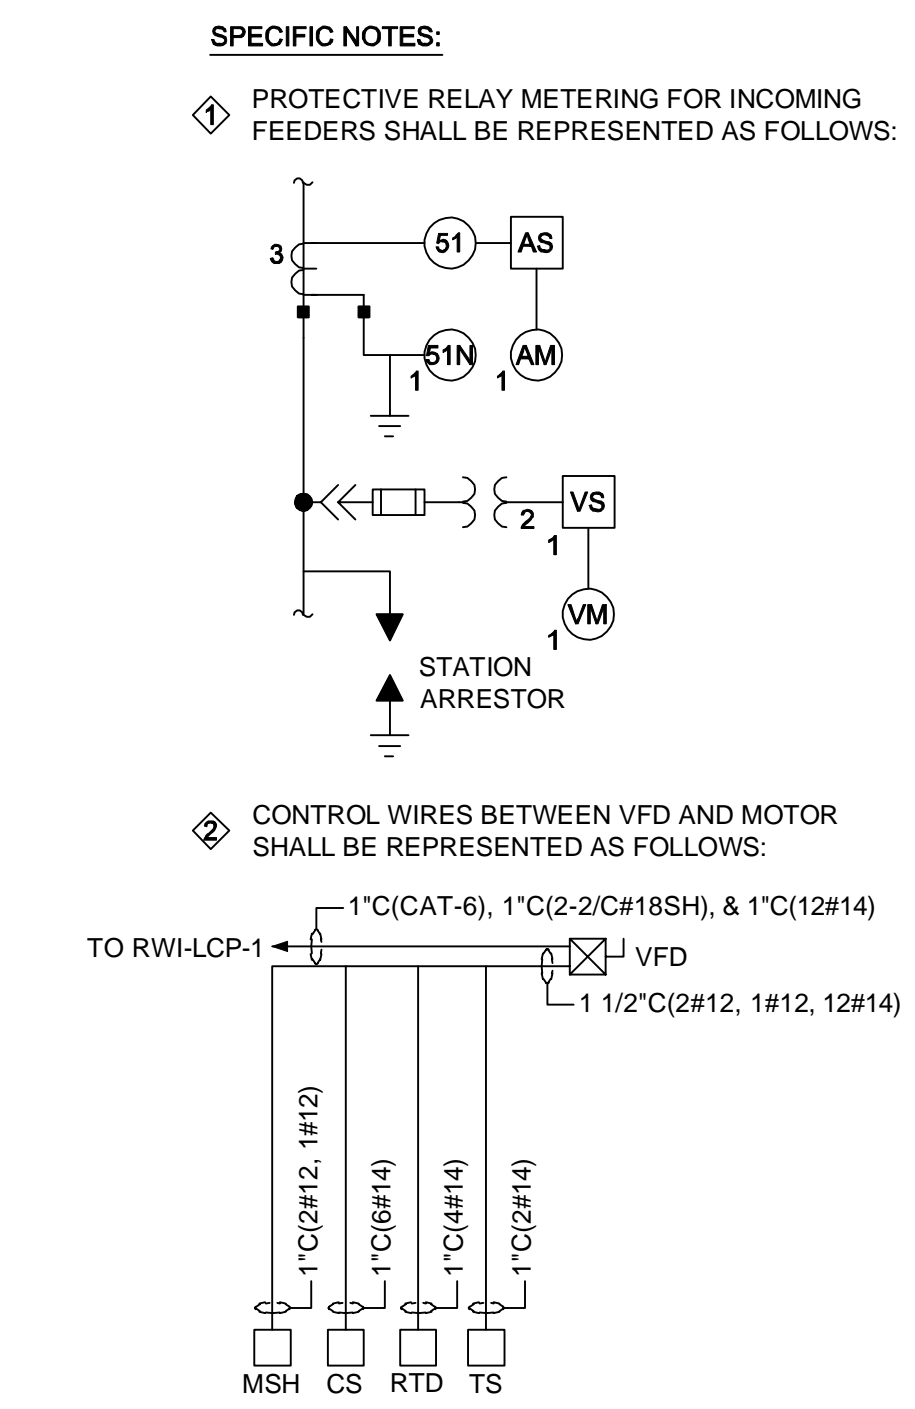 SPECIFIC NOTES:
1
PROTECTIVE RELAY METERING FOR INCOMING
FEEDERS SHALL BE REPRESENTED AS FOLLOWS:
3
51
AS
51N
1
AM
1
2
VS
1
VM
1
STATION
ARRESTOR
2
CONTROL WIRES BETWEEN VFD AND MOTOR
SHALL BE REPRESENTED AS FOLLOWS:
1"C(CAT-6), 1"C(2-2/C#18SH), & 1"C(12#14)
TO RWI-LCP-1
VFD
1 1/2"C(2#12, 1#12, 12#14)
1"C(2#12, 1#12)
1"C(6#14)
1"C(4#14)
1"C(2#14)
MSH
CS
RTD
TS